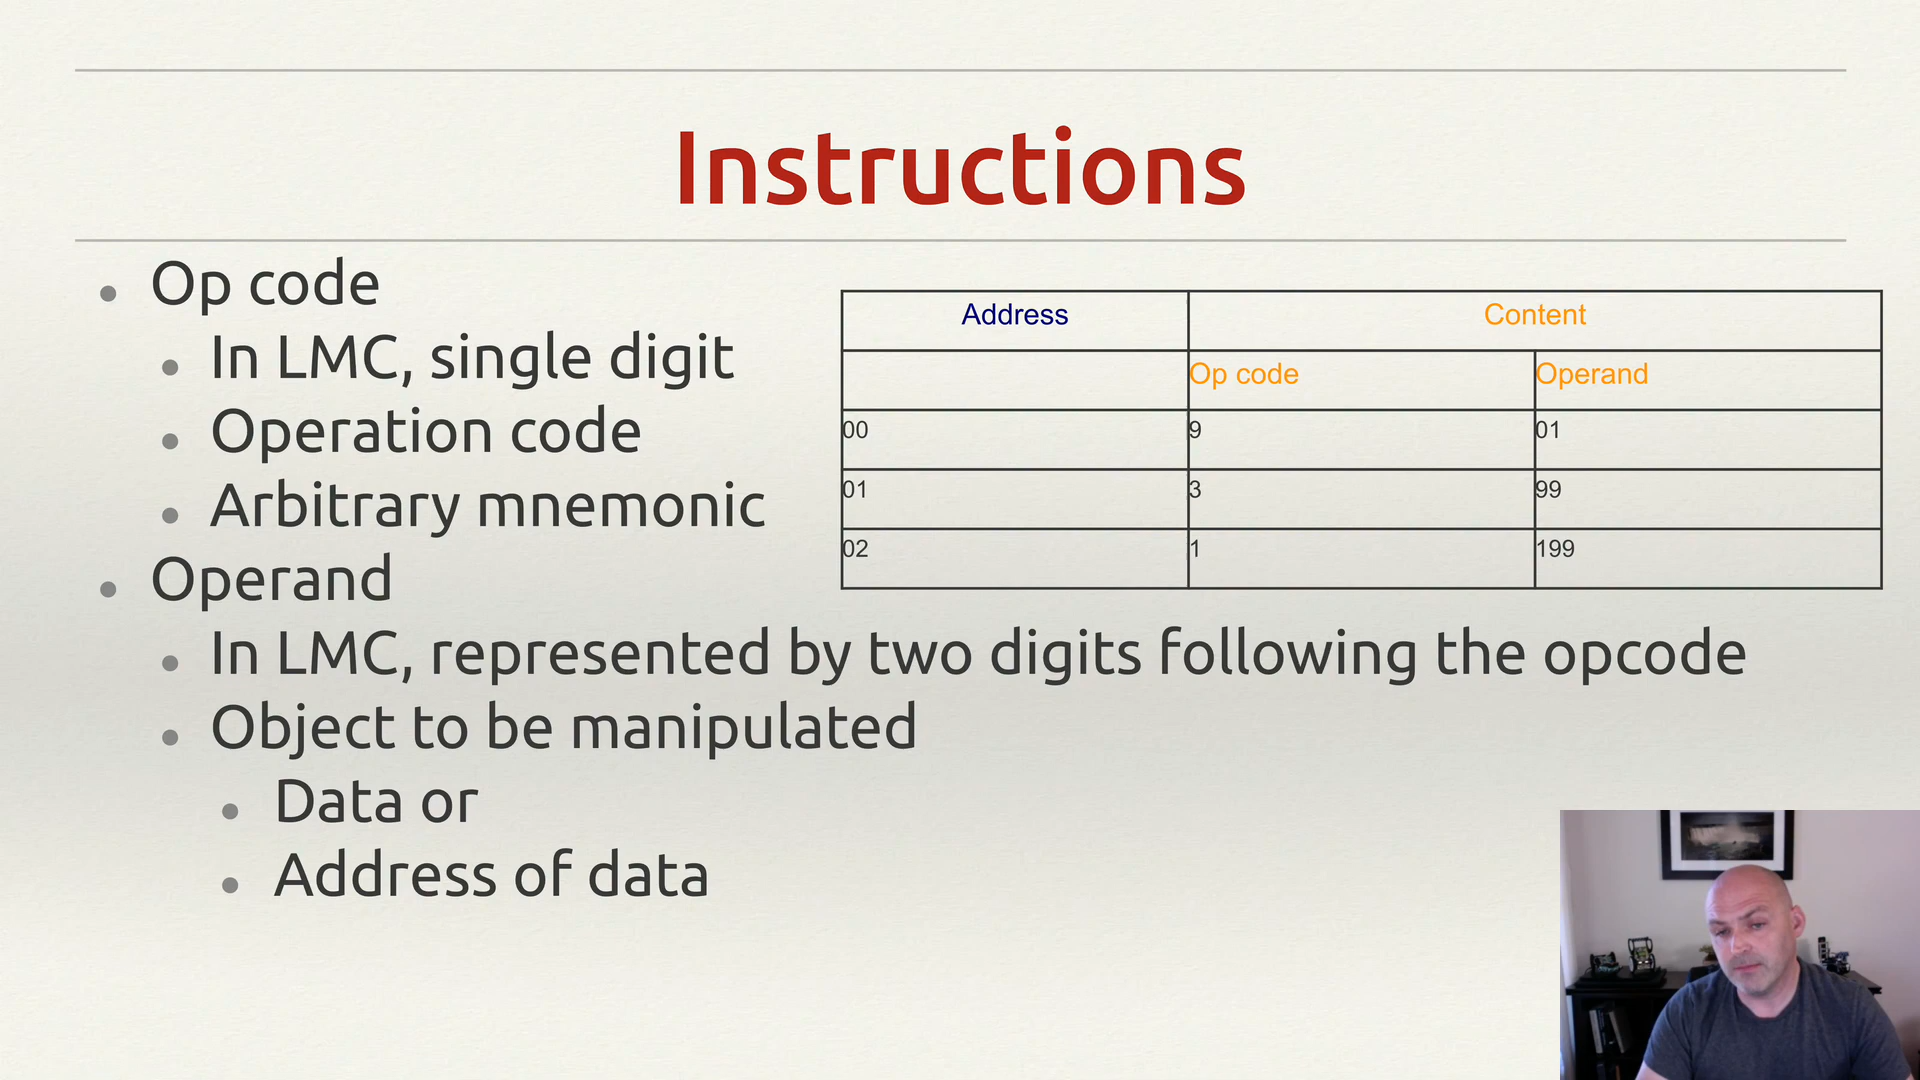 Instructions
Op code
In LMC, single digit
Operation code
Arbitrary mnemonic
Operand
In LMC, represented by two digits following the opcode
Object to be manipulated
Data or
Address of data
Address Content
Op code Operand
00 9 01
01 3 99
02 1 199